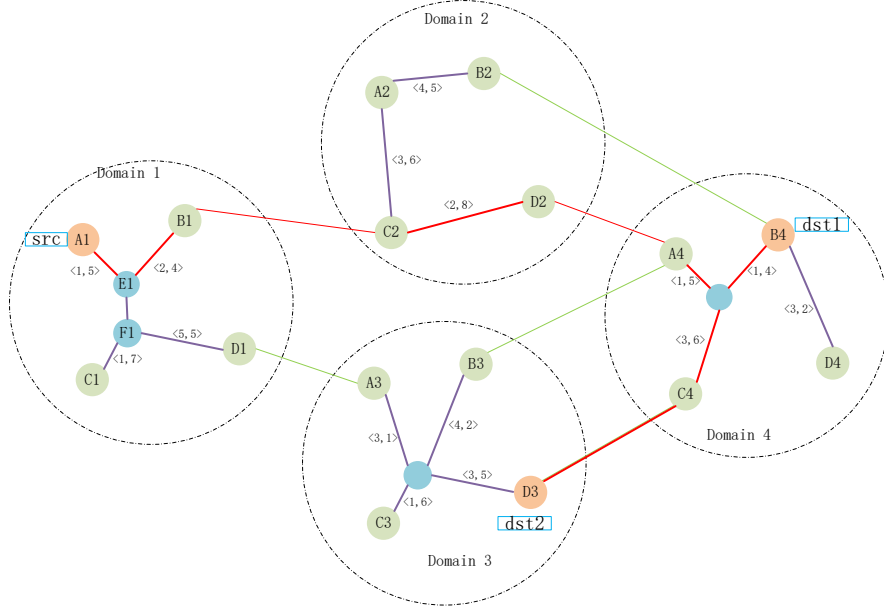 Domain 2
B2
A2
<4,5>
<3,6>
Domain 1
<2,8>
D2
B1
C2
src
A1
B4
dst1
A4
<1,5>
<2,4>
E1
<1,5>
<1,4>
F1
<5,5>
<3,2>
<3,6>
<1,7>
D1
C1
B3
D4
A3
C4
<3,1>
<4,2>
Domain 4
<3,5>
<1,6>
D3
C3
dst2
Domain 3